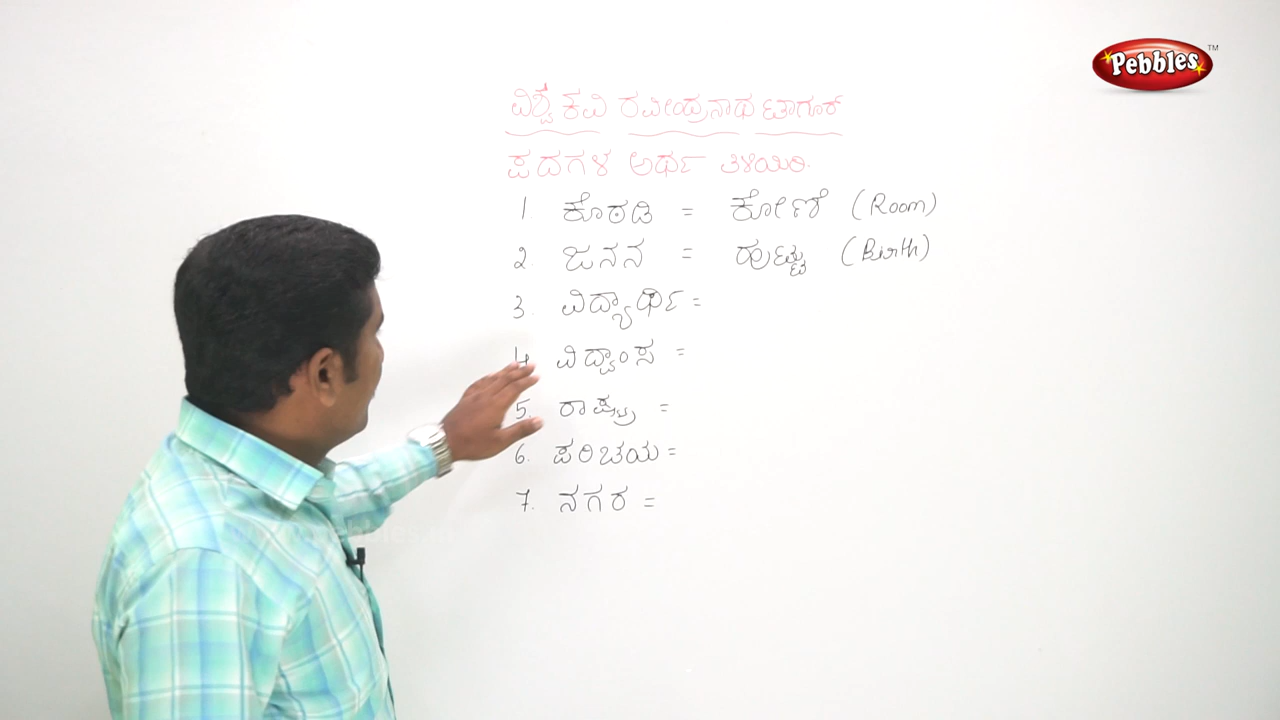 Pebbles TM
ವಿಶ್ವ ಕವಿ ರವೀಂದ್ರನಾಥ ಟಾಗೂರ್
ಪದಗಳ ಅರ್ಥ ತಿಳಿಯಿರಿ.
1. ಕೊಠಡಿ = ಕೋಣೆ (Room)
2. ಜನನ = ಹುಟ್ಟು (Birth)
3. ವಿದ್ಯಾರ್ಥಿ =
4. ವಿದ್ವಾಂಸ =
5. ರಾಷ್ಟ್ರ =
6. ಪರಿಚಯ =
7. ನಗರ =